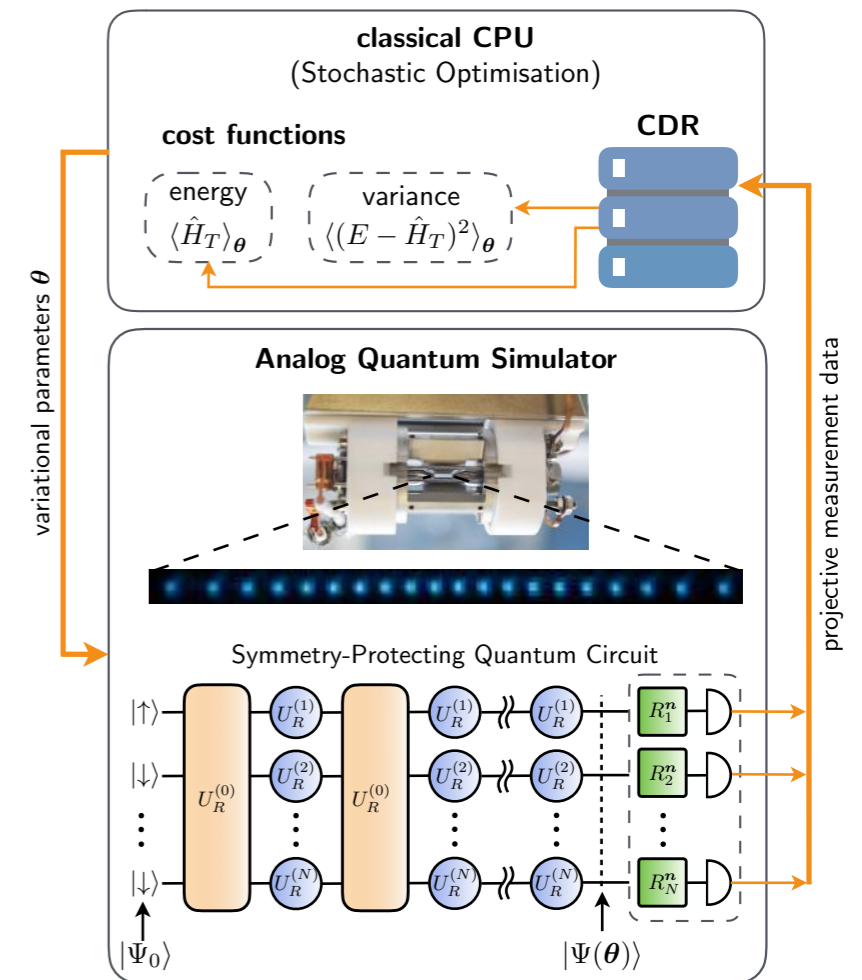 classical CPU
(Stochastic Optimisation)
cost functions
CDR
energy
⟨Ĥ_T⟩_θ
variance
⟨(E − Ĥ_T)²⟩_θ
variational parameters θ
projective measurement data
Analog Quantum Simulator
Symmetry-Protecting Quantum Circuit
|↑⟩ U_R^(1) U_R^(1) U_R^(1) R_1^n
|↓⟩ U_R^(2) U_R^(2) U_R^(2) R_2^n
U_R^(0) U_R^(0)
⋮ ⋮ ⋮ ⋮ ⋮
|↓⟩ U_R^(N) U_R^(N) U_R^(N) R_N^n
|Ψ_0⟩ |Ψ(θ)⟩